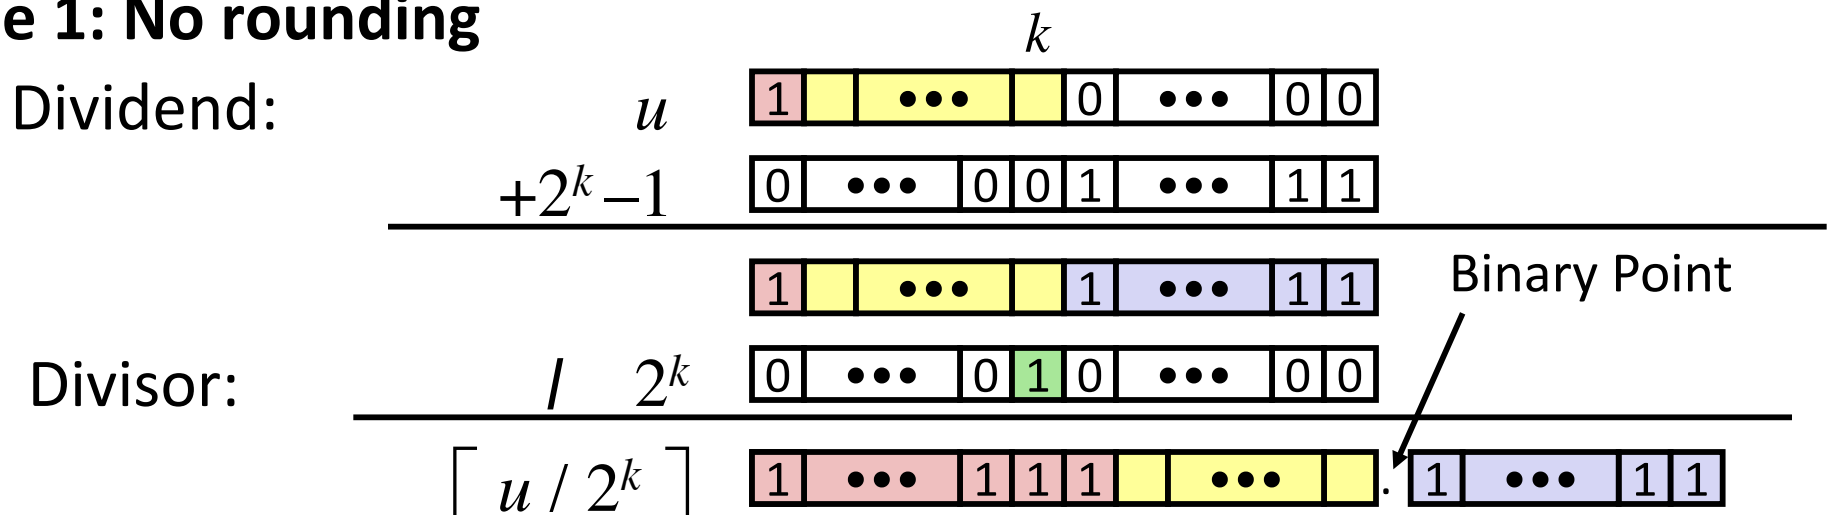 e 1: No rounding
k
Dividend: u 1 ••• 0 ••• 0 0
+2^k –1 0 ••• 0 0 1 ••• 1 1
1 ••• 1 ••• 1 1
Binary Point
Divisor: / 2^k 0 ••• 0 1 0 ••• 0 0
⌈ u / 2^k ⌉ 1 ••• 1 1 1 ••• . 1 ••• 1 1